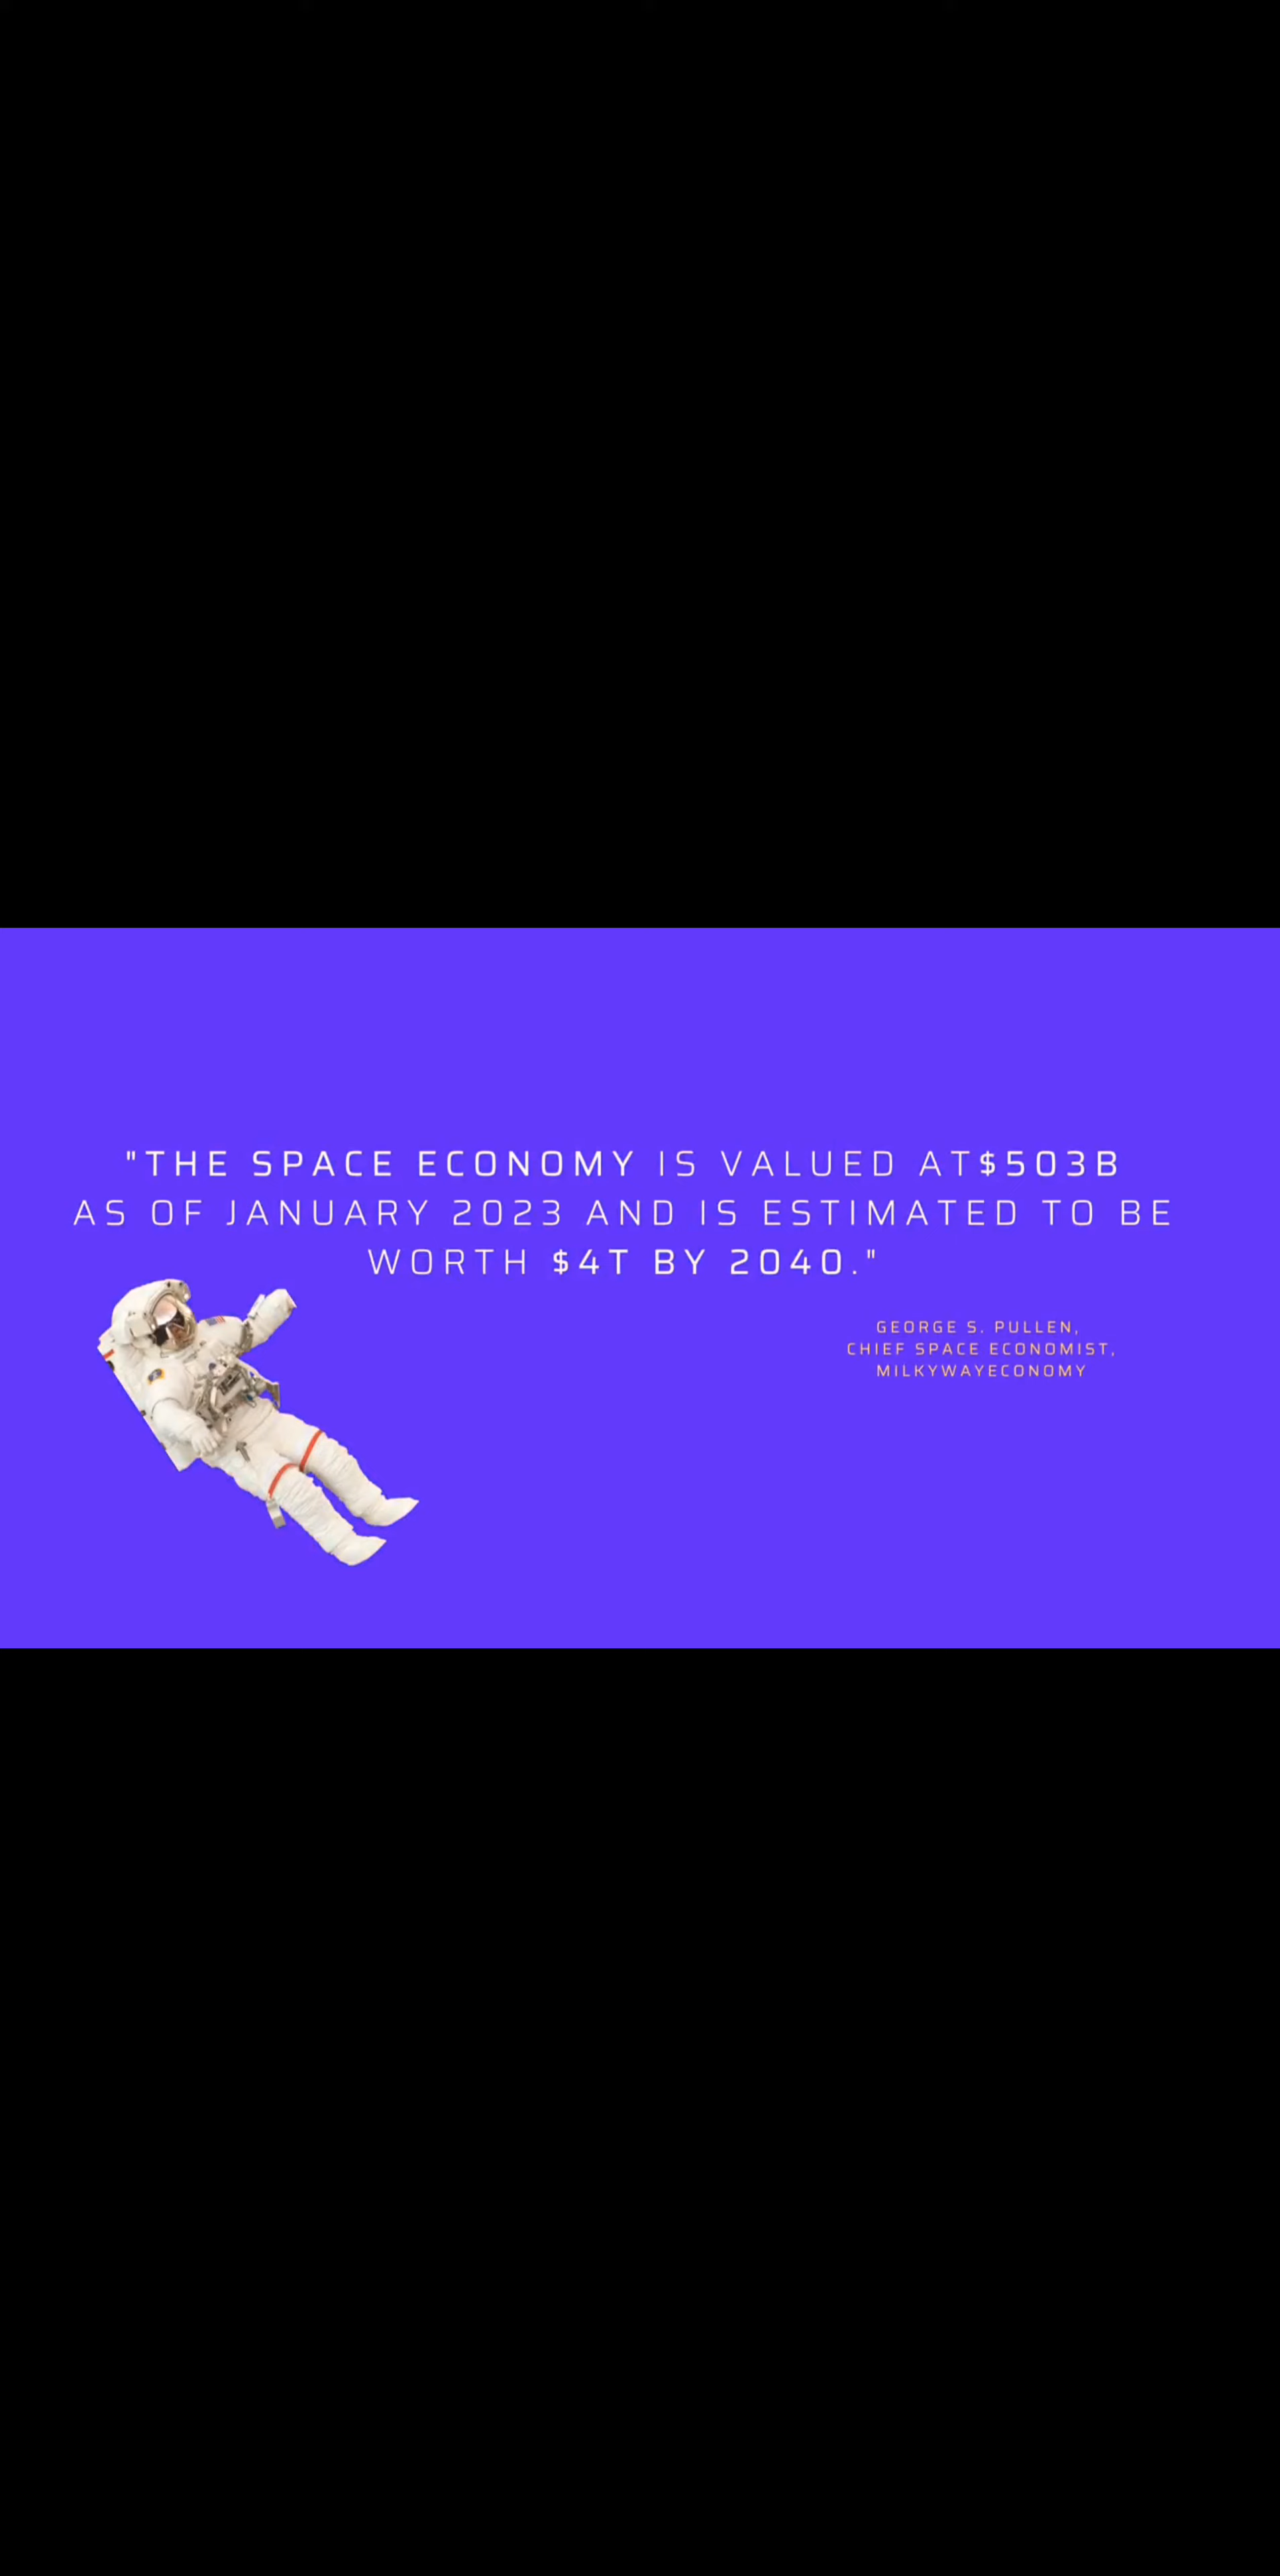 "THE SPACE ECONOMY IS VALUED AT$503B
AS OF JANUARY 2023 AND IS ESTIMATED TO BE
WORTH $4T BY 2040."
GEORGE S. PULLEN,
CHIEF SPACE ECONOMIST,
MILKYWAYECONOMY